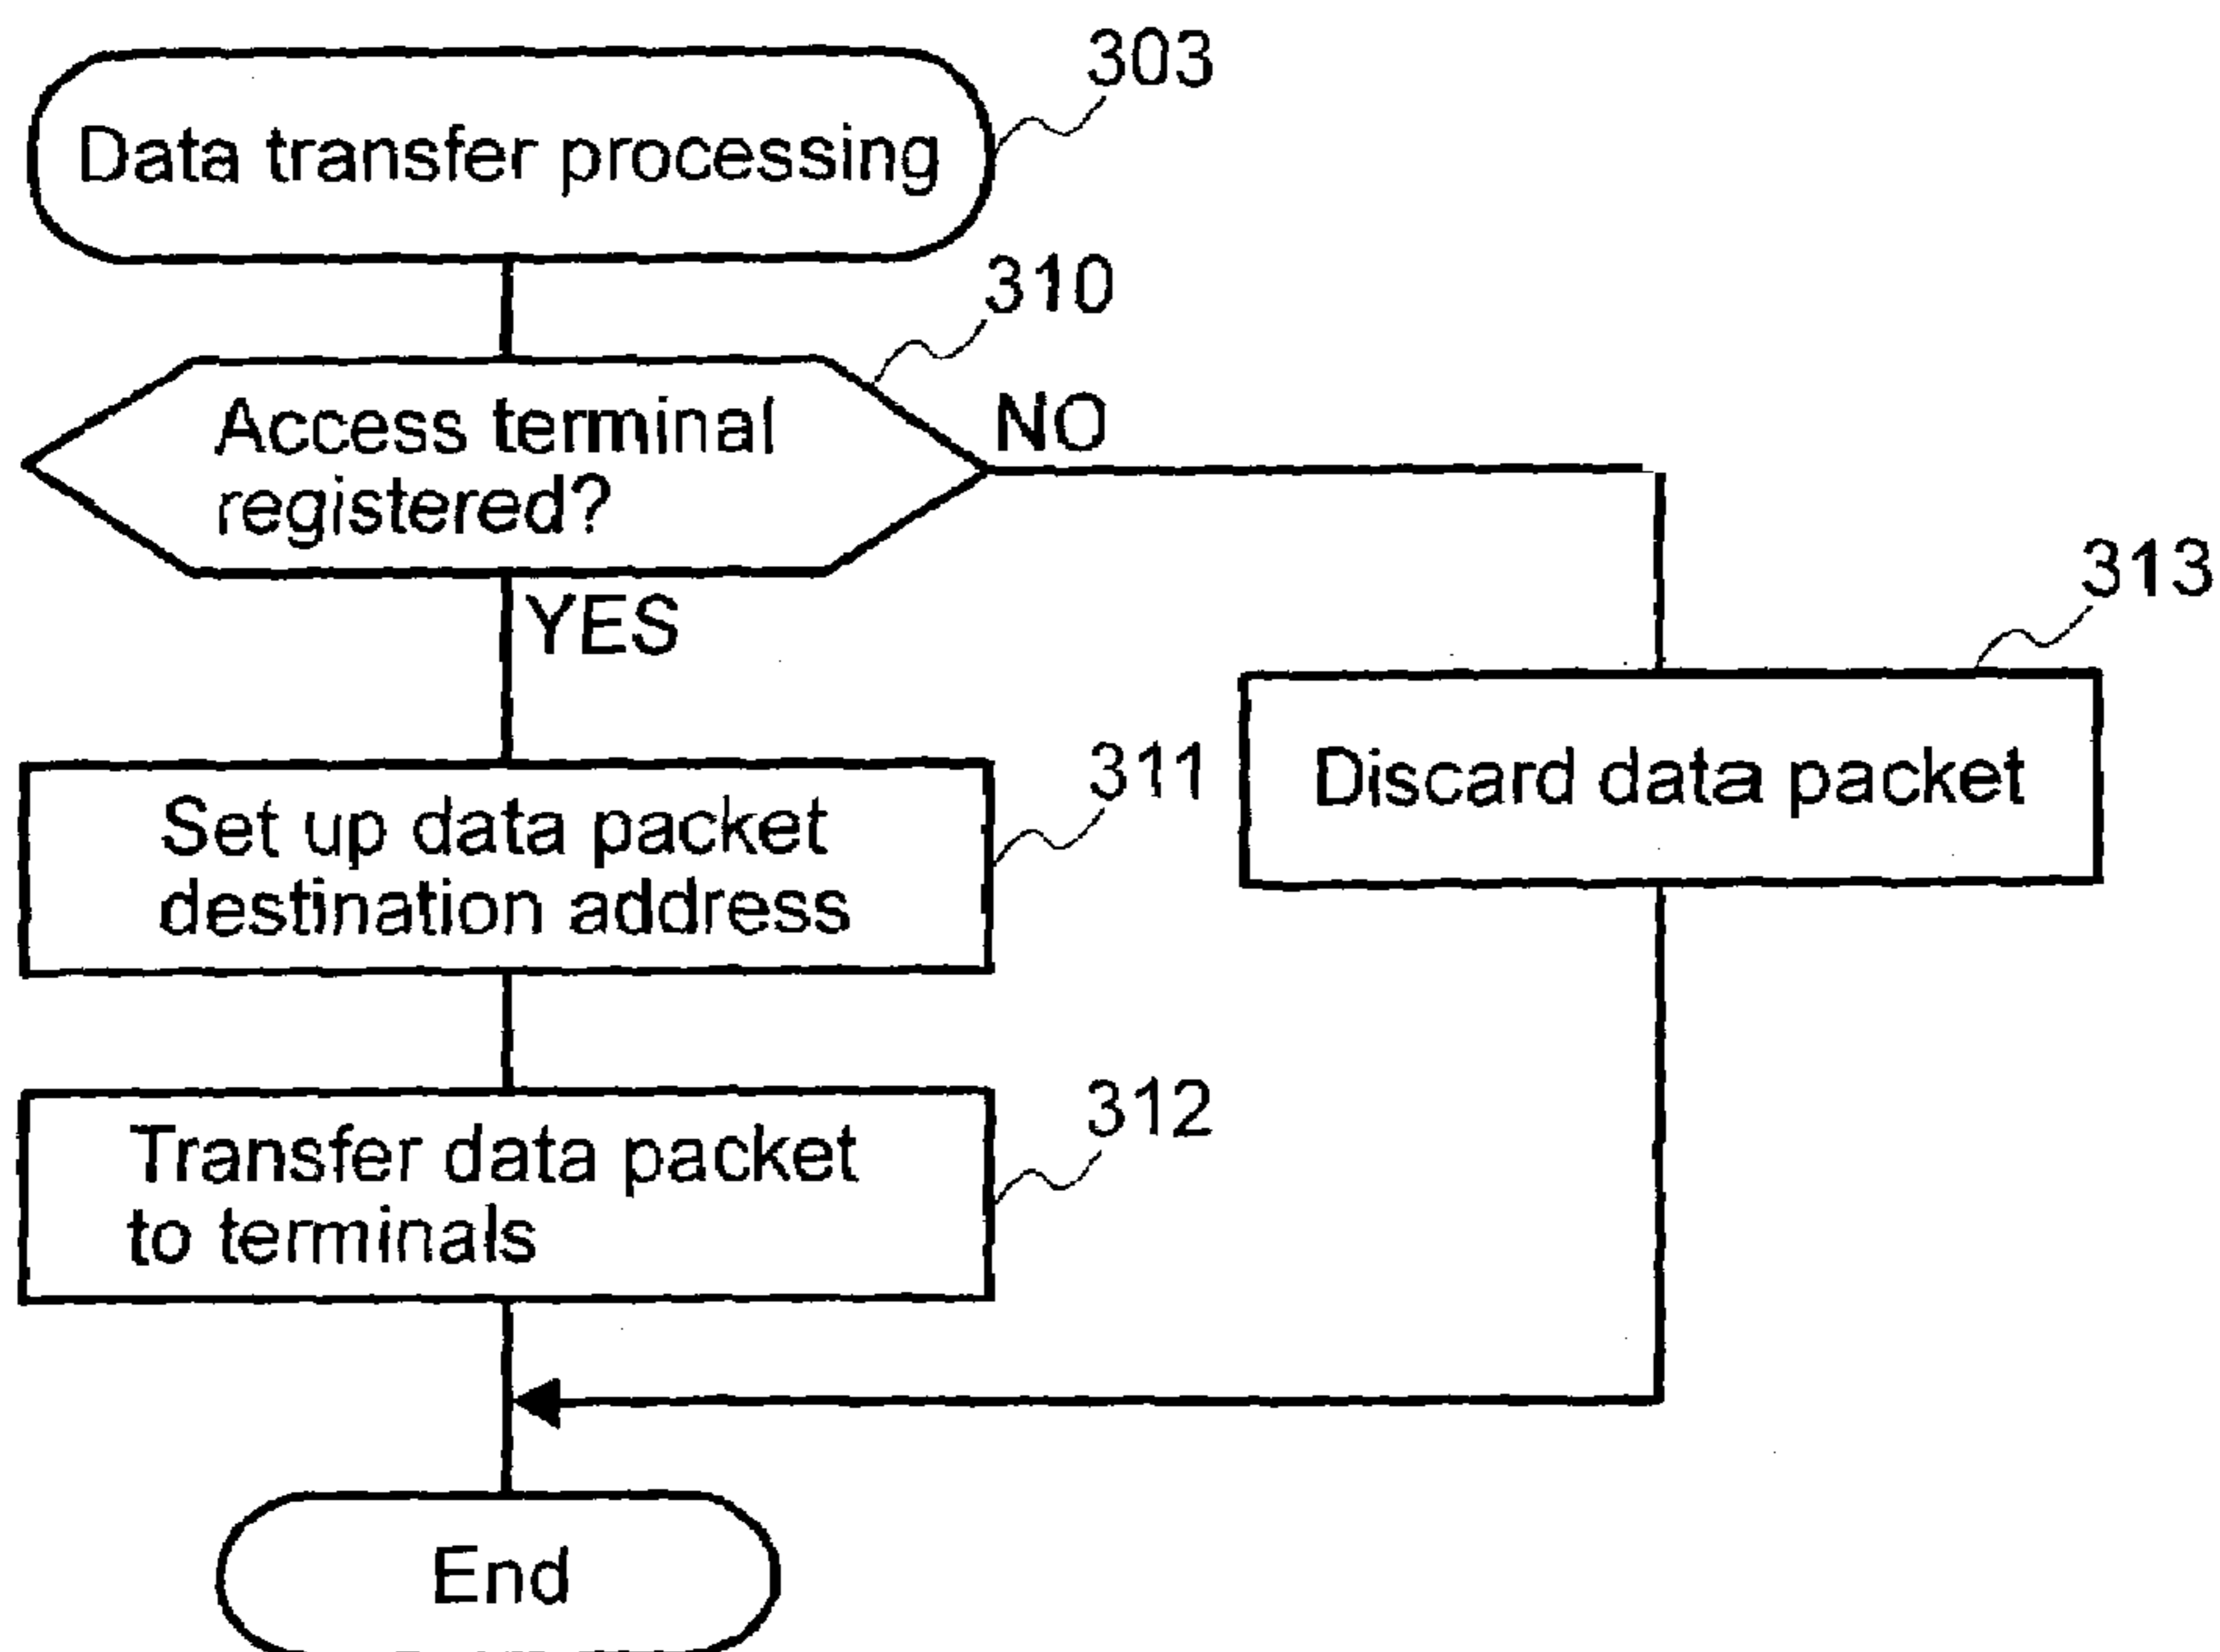 303
Data transfer processing
310
Access terminal
registered?
NO
YES
313
Discard data packet
311
Set up data packet
destination address
312
Transfer data packet
to terminals
End